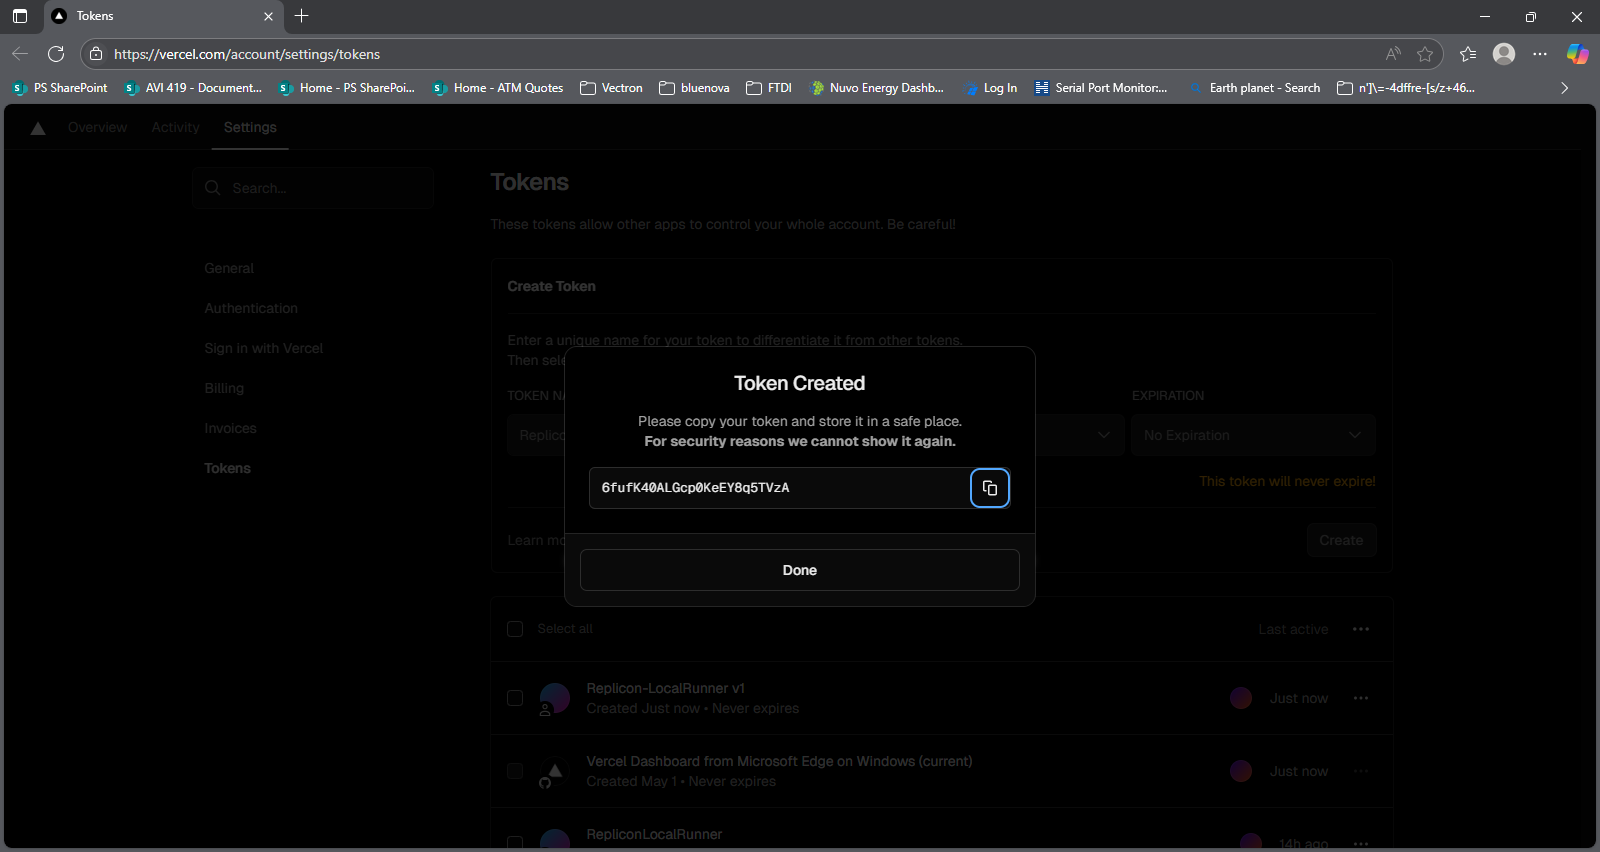 Tokens
https://vercel.com/account/settings/tokens
PS SharePoint
AVI 419 - Document...
Home - PS SharePoi...
Home - ATM Quotes
Vectron
bluenova
FTDI
Nuvo Energy Dashb...
Log In
Serial Port Monitor:...
Earth planet - Search
n']\=-4dffre-[s/z+46...
Overview
Activity
Settings
Search...
General
Authentication
Sign in with Vercel
Billing
Invoices
Tokens
Tokens
These tokens allow other apps to control your whole account. Be careful!
Create Token
Enter a unique name for your token to differentiate it from other tokens.
Then sele
TOKEN NA
EXPIRATION
Replico
No Expiration
This token will never expire!
Learn mo
Create
Token Created
Please copy your token and store it in a safe place.
For security reasons we cannot show it again.
6fufK40ALGcp0KeEY8q5TVzA
Done
Select all
Last active
Replicon-LocalRunner v1
Created Just now • Never expires
Just now
Vercel Dashboard from Microsoft Edge on Windows (current)
Created May 1 • Never expires
Just now
RepliconLocalRunner
14h ago